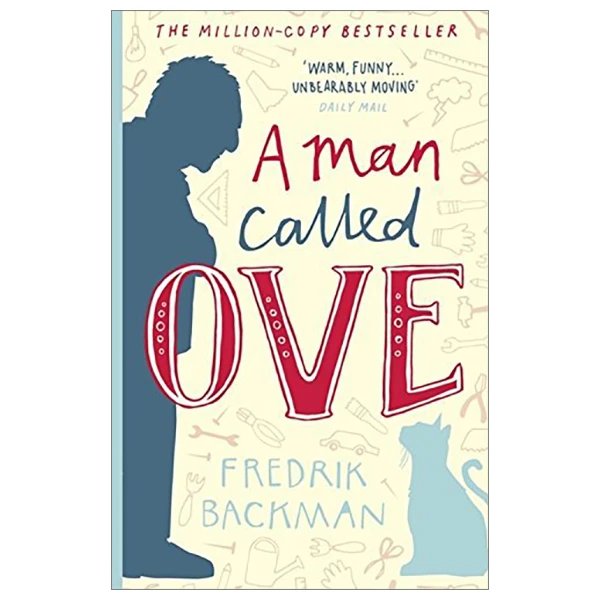 THE MILLION-COPY BESTSELLER
'WARM, FUNNY...
UNBEARABLY MOVING'
DAILY MAIL
A man
called
OVE
FREDRIK
BACKMAN